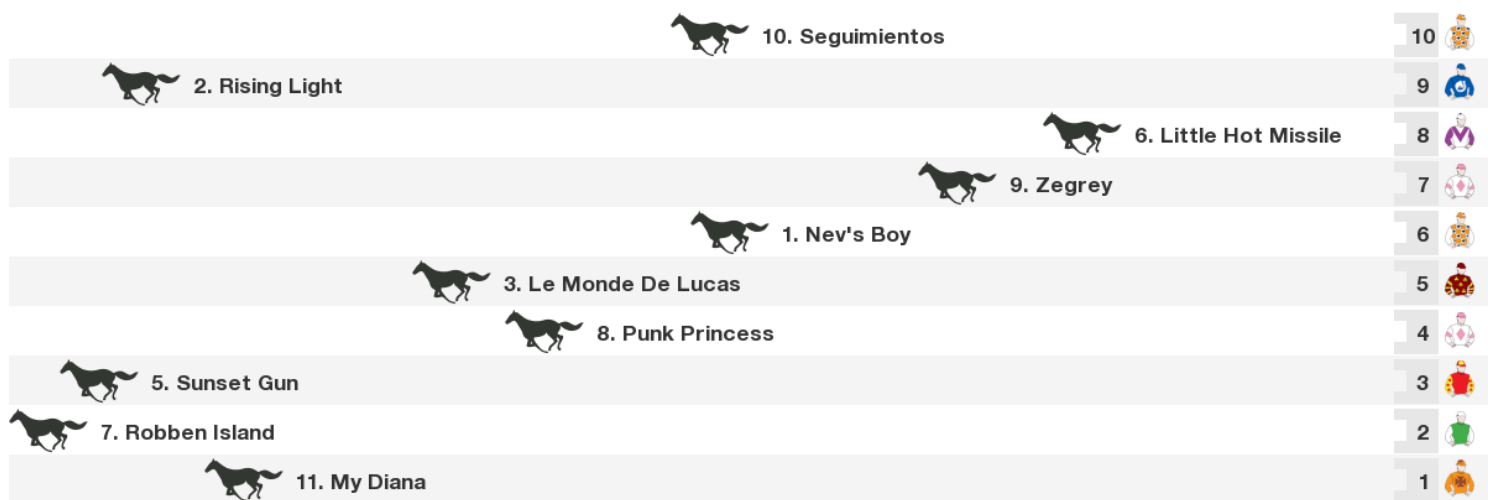 10. Seguimientos 10
2. Rising Light 9
6. Little Hot Missile 8
9. Zegrey 7
1. Nev's Boy 6
3. Le Monde De Lucas 5
8. Punk Princess 4
5. Sunset Gun 3
7. Robben Island 2
11. My Diana 1